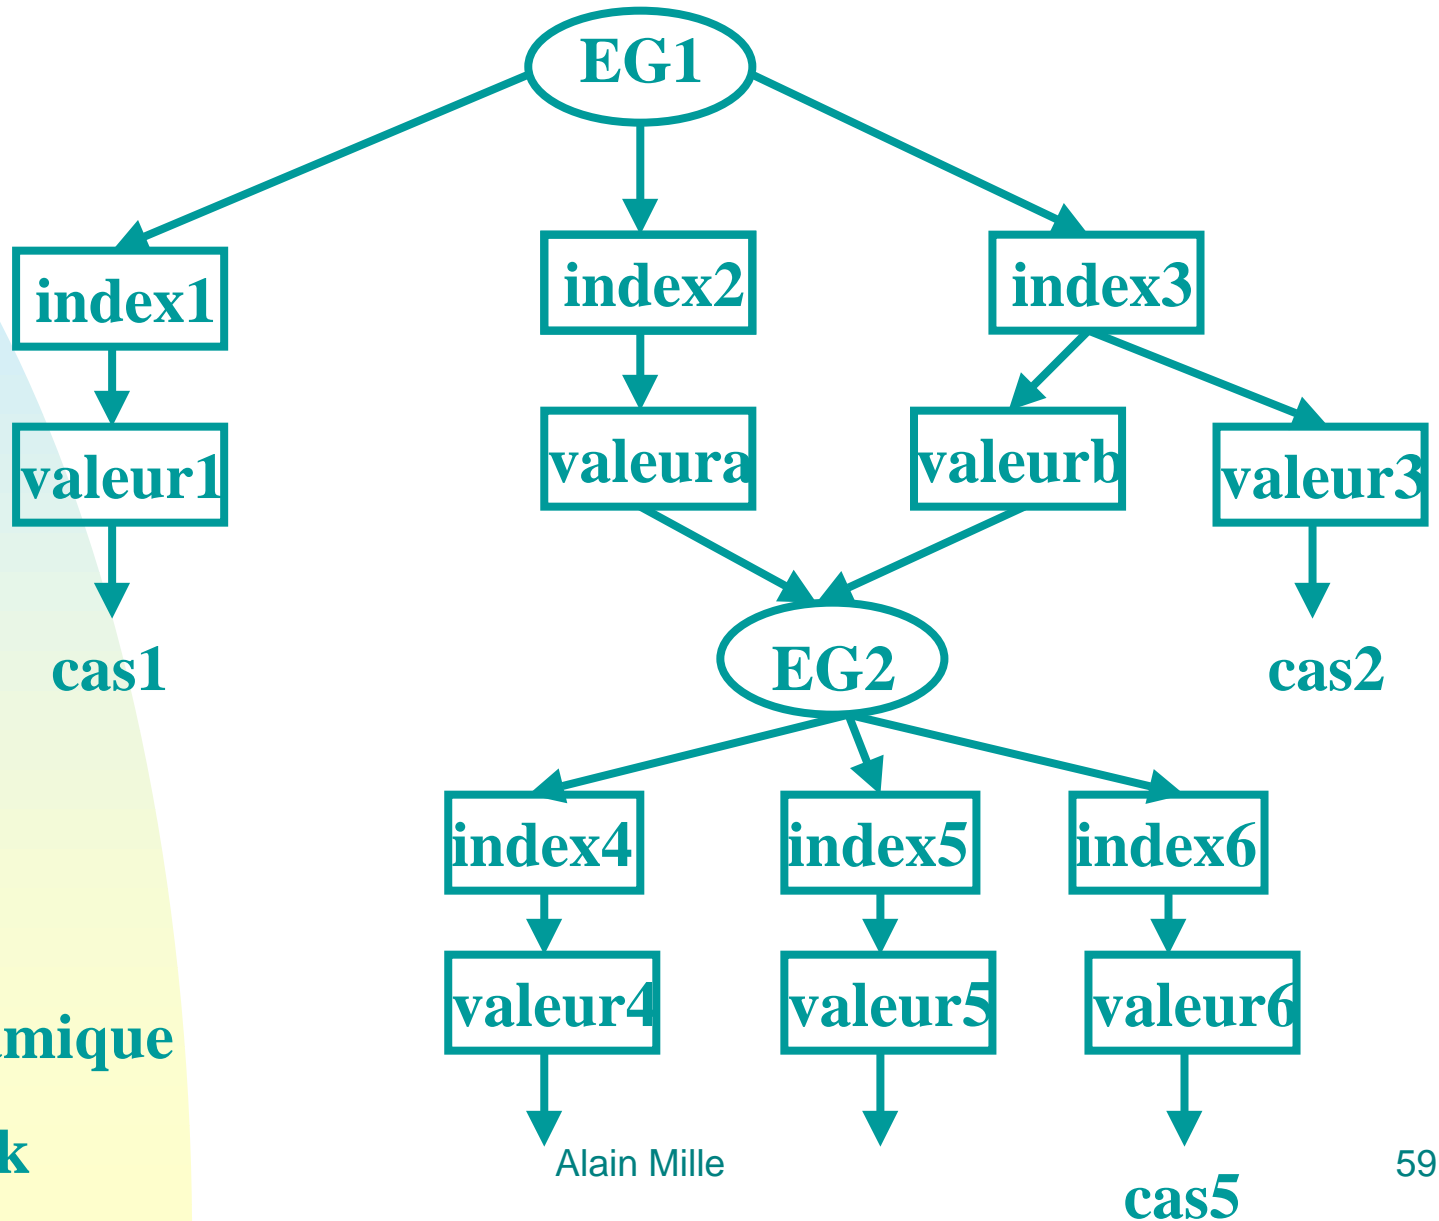 EG1
index1 index2 index3
valeur1 valeura valeurb valeur3
cas1 EG2 cas2
index4 index5 index6
valeur4 valeur5 valeur6
amique
k
Alain Mille 59
cas5